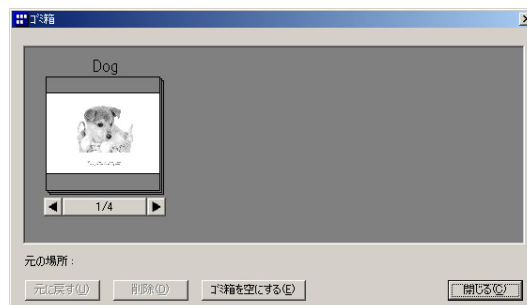 ゴミ箱
Dog
1/4
元の場所：
元に戻す(U)
削除(D)
ゴミ箱を空にする(E)
閉じる(C)